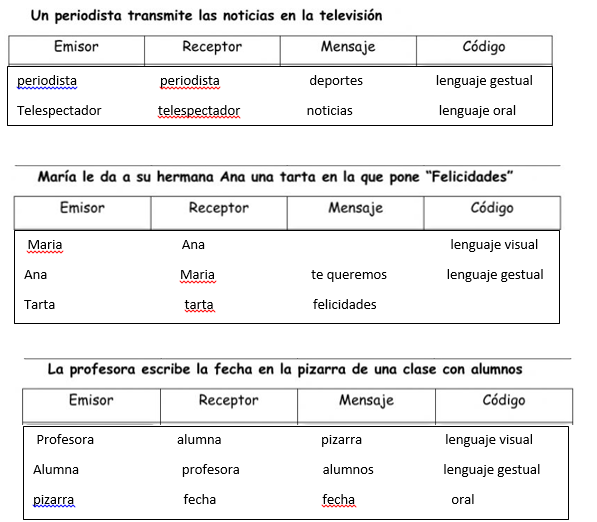 Un periodista transmite las noticias en la televisión
Emisor Receptor Mensaje Código
periodista periodista deportes lenguaje gestual
Telespectador telespectador noticias lenguaje oral
María le da a su hermana Ana una tarta en la que pone “Felicidades”
Emisor Receptor Mensaje Código
Maria Ana lenguaje visual
Ana Maria te queremos lenguaje gestual
Tarta tarta felicidades
La profesora escribe la fecha en la pizarra de una clase con alumnos
Emisor Receptor Mensaje Código
Profesora alumna pizarra lenguaje visual
Alumna profesora alumnos lenguaje gestual
pizarra fecha fecha oral